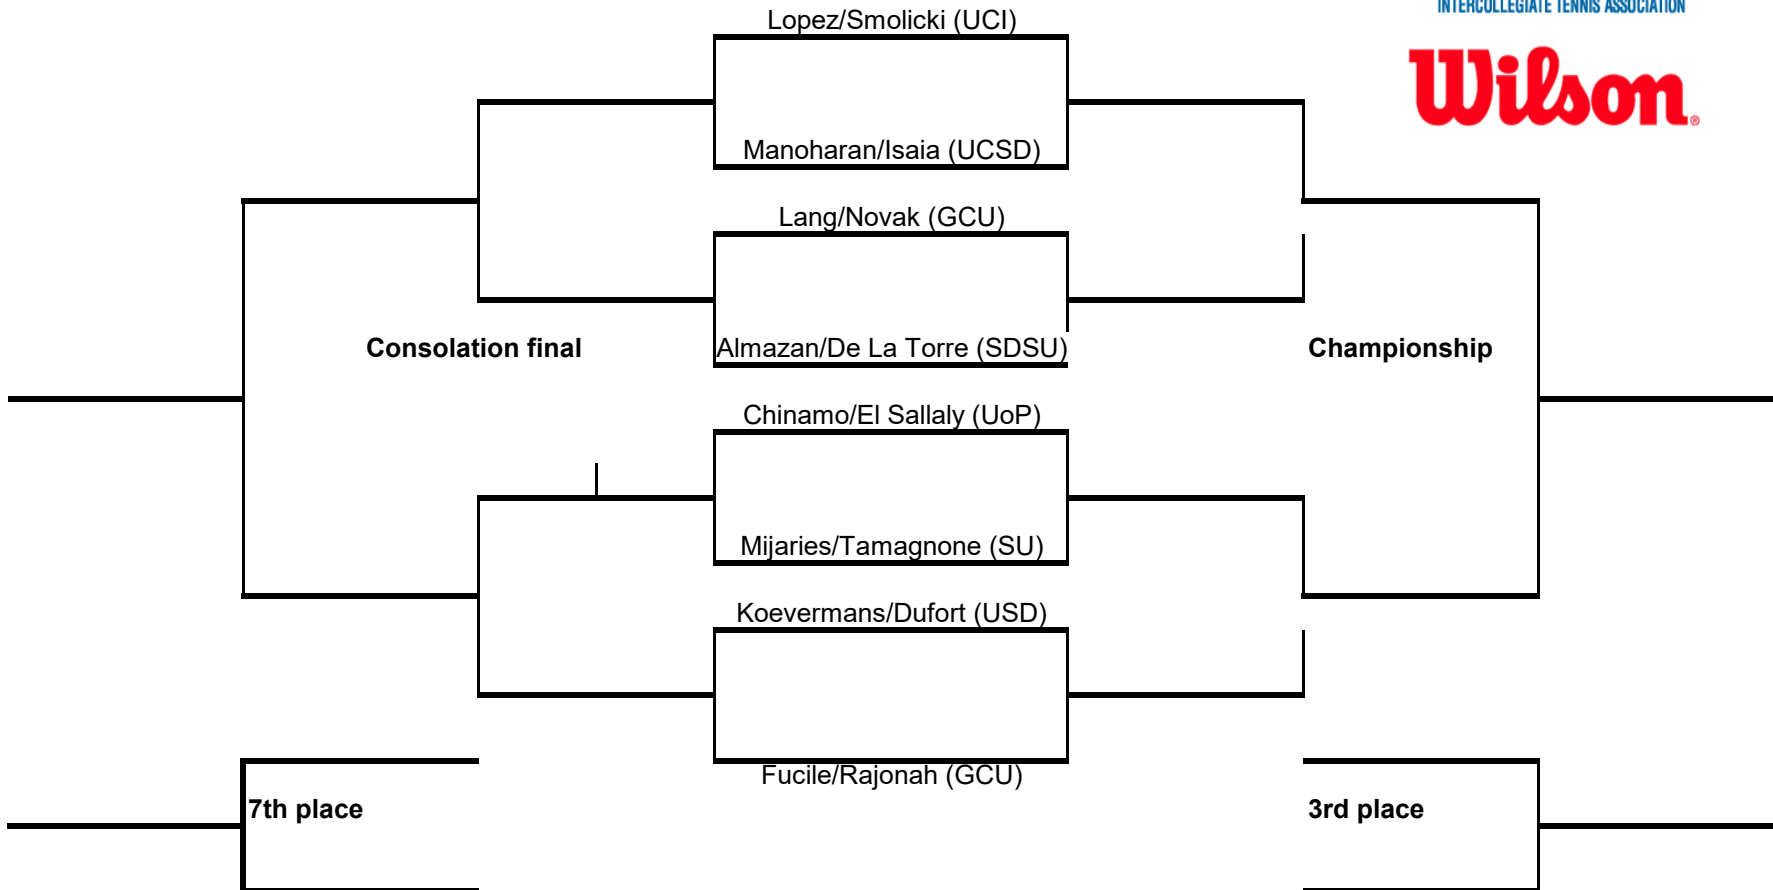 INTERCOLLEGIATE TENNIS ASSOCIATION
Wilson®
Lopez/Smolicki (UCI)
Manoharan/Isaia (UCSD)
Lang/Novak (GCU)
Consolation final
Almazan/De La Torre (SDSU)
Championship
Chinamo/El Sallaly (UoP)
Mijaries/Tamagnone (SU)
Koevermans/Dufort (USD)
Fucile/Rajonah (GCU)
7th place
3rd place